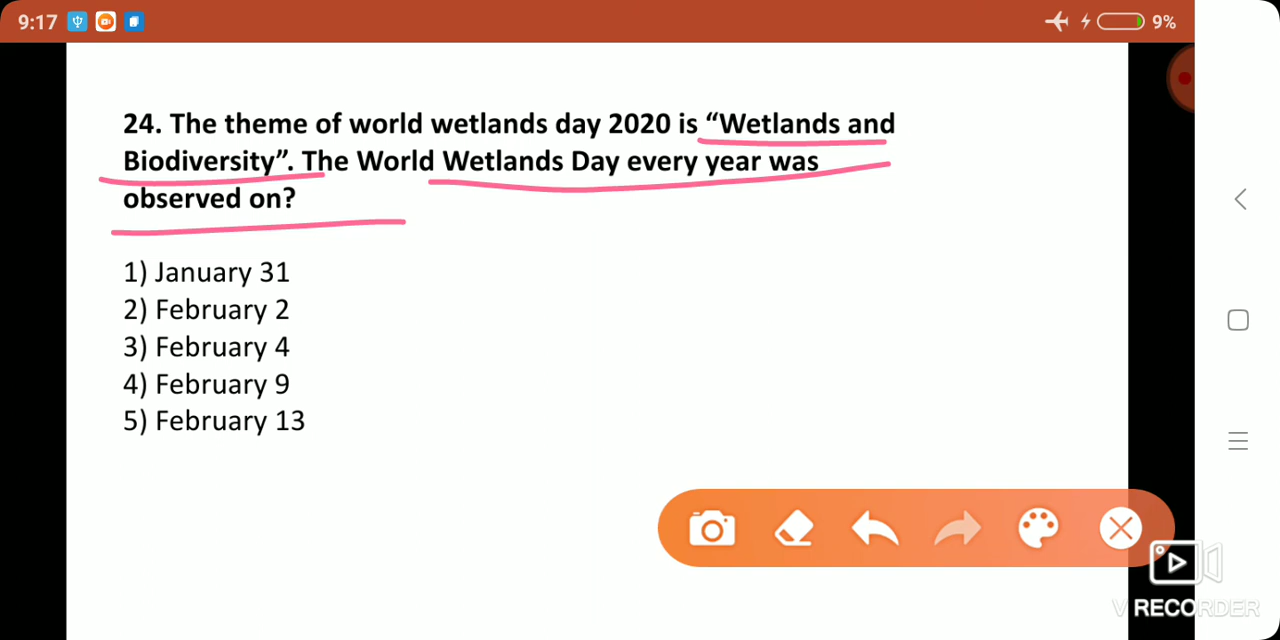 9:17
9%
24. The theme of world wetlands day 2020 is “Wetlands and
Biodiversity”. The World Wetlands Day every year was
observed on?
1) January 31
2) February 2
3) February 4
4) February 9
5) February 13
V RECORDER